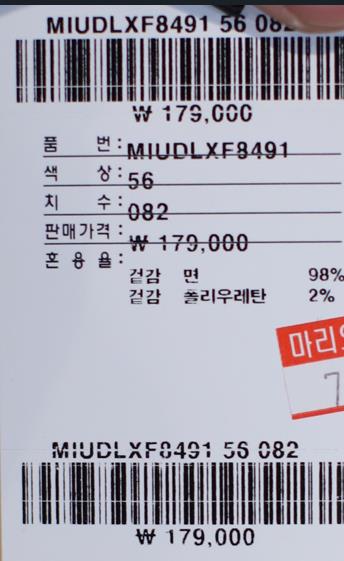 MIUDLXF8491 56 082
₩ 179,000
품 번 : MIUDLXF8491
색 상 : 56
치 수 : 082
판매가격 : ₩ 179,000
혼 용 율 :
겉감 면 98%
겉감 폴리우레탄 2%
마리오
7
MIUDLXF8491 56 082
₩ 179,000